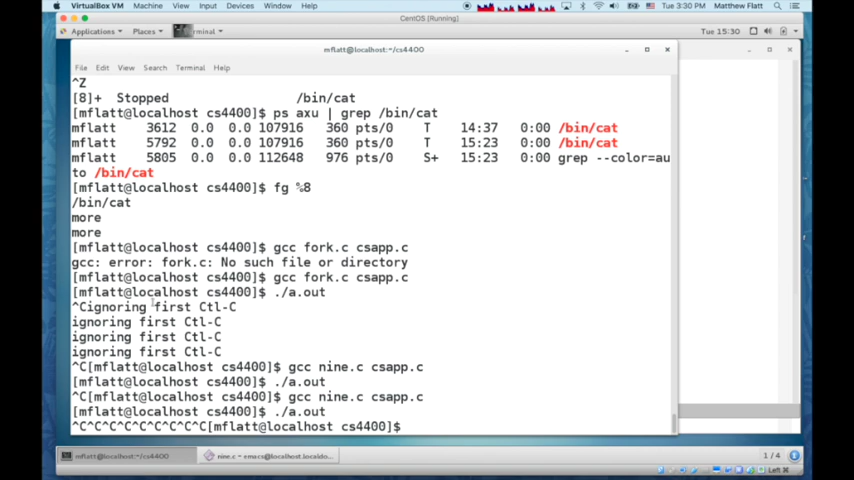 VirtualBox VM Machine View Input Devices Window Help Tue 3:30 PM Matthew Flatt
CentOS [Running]
Applications Places Terminal Tue 15:30
mflatt@localhost:~/cs4400
File Edit View Search Terminal Help
^Z
[8]+ Stopped /bin/cat
[mflatt@localhost cs4400]$ ps axu | grep /bin/cat
mflatt 3612 0.0 0.0 107916 360 pts/0 T 14:37 0:00 /bin/cat
mflatt 5792 0.0 0.0 107916 360 pts/0 T 15:23 0:00 /bin/cat
mflatt 5805 0.0 0.0 112648 976 pts/0 S+ 15:23 0:00 grep --color=au
to /bin/cat
[mflatt@localhost cs4400]$ fg %8
/bin/cat
more
more
[mflatt@localhost cs4400]$ gcc fork.c csapp.c
gcc: error: fork.c: No such file or directory
[mflatt@localhost cs4400]$ gcc fork.c csapp.c
[mflatt@localhost cs4400]$ ./a.out
^Cignoring first Ctl-C
ignoring first Ctl-C
ignoring first Ctl-C
ignoring first Ctl-C
^C[mflatt@localhost cs4400]$ gcc nine.c csapp.c
[mflatt@localhost cs4400]$ ./a.out
^C[mflatt@localhost cs4400]$ gcc nine.c csapp.c
[mflatt@localhost cs4400]$ ./a.out
^C^C^C^C^C^C^C^C^C[mflatt@localhost cs4400]$
mflatt@localhost:~/cs4400 nine.c - emacs@localhost.localdo... 1 / 4
Left ⌘